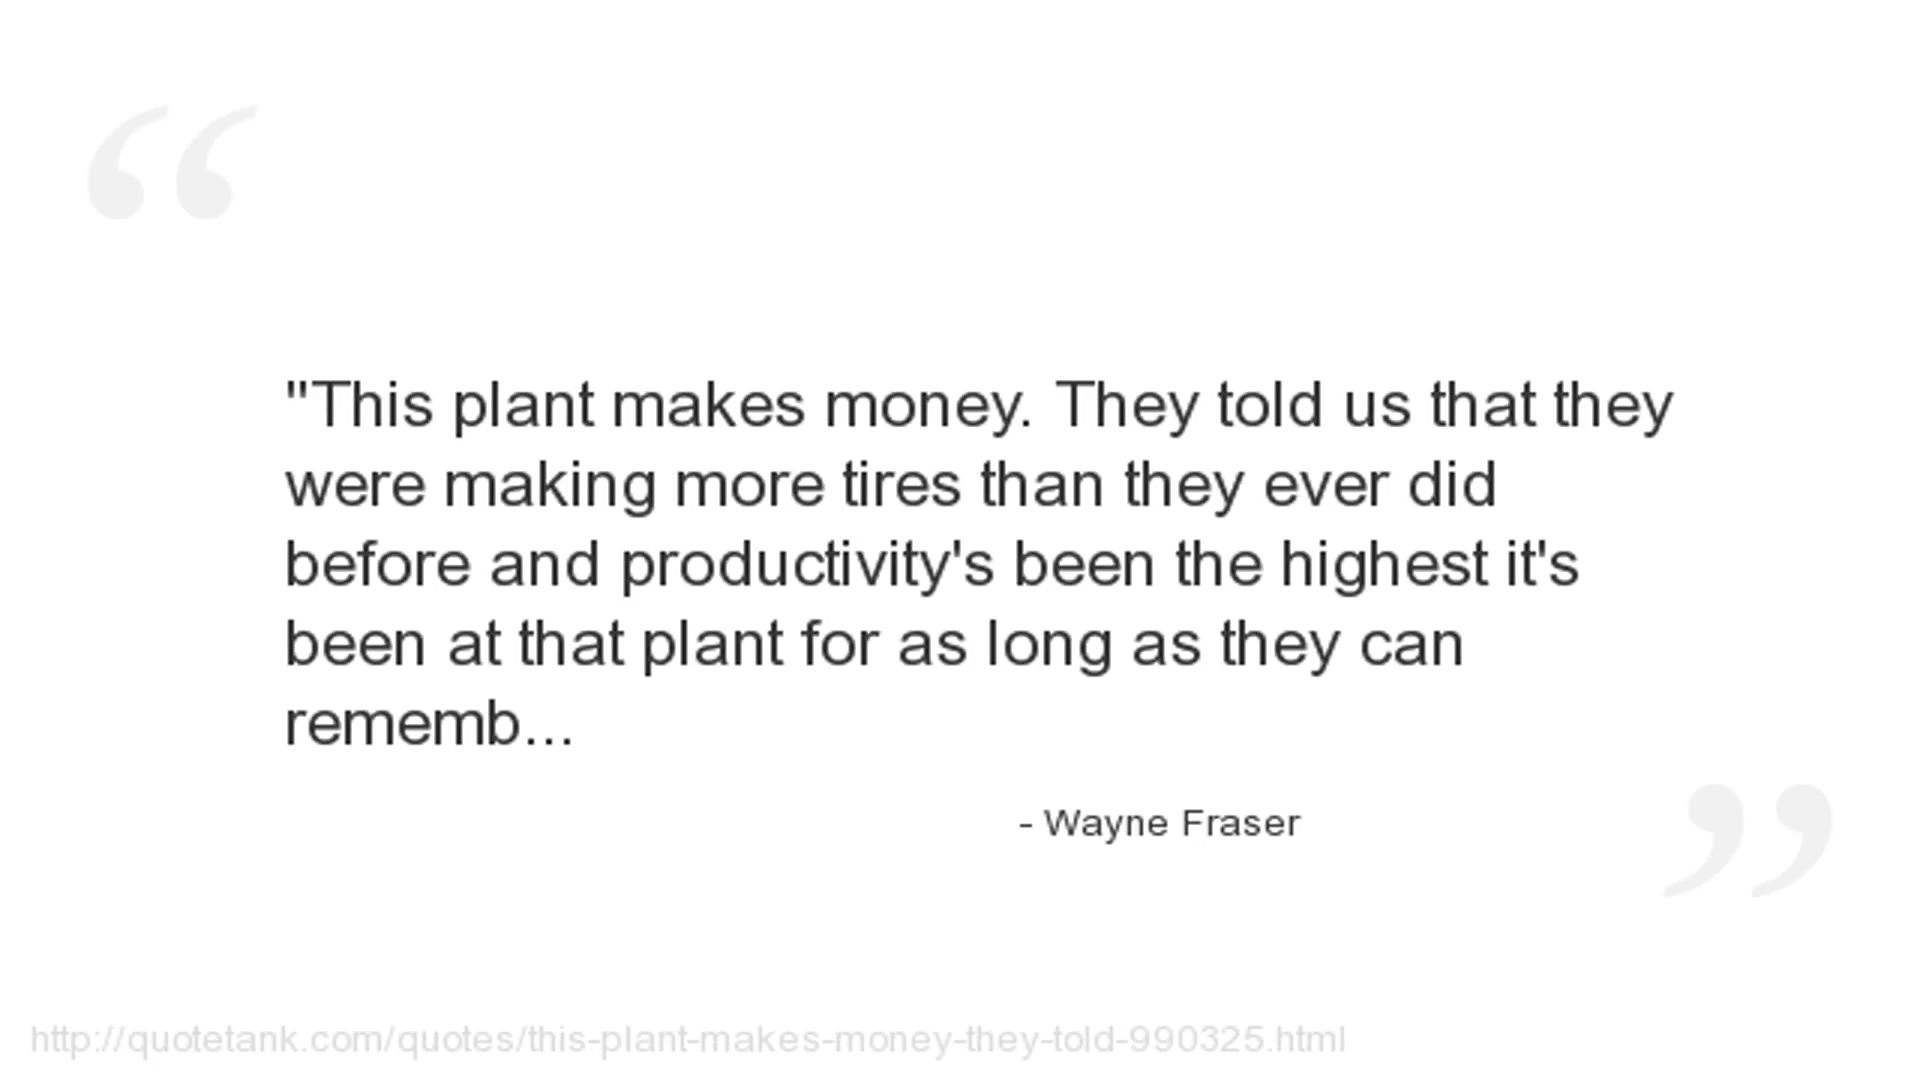 "This plant makes money. They told us that they
were making more tires than they ever did
before and productivity's been the highest it's
been at that plant for as long as they can
rememb...
- Wayne Fraser
http://quotetank.com/quotes/this-plant-makes-money-they-told-990325.html